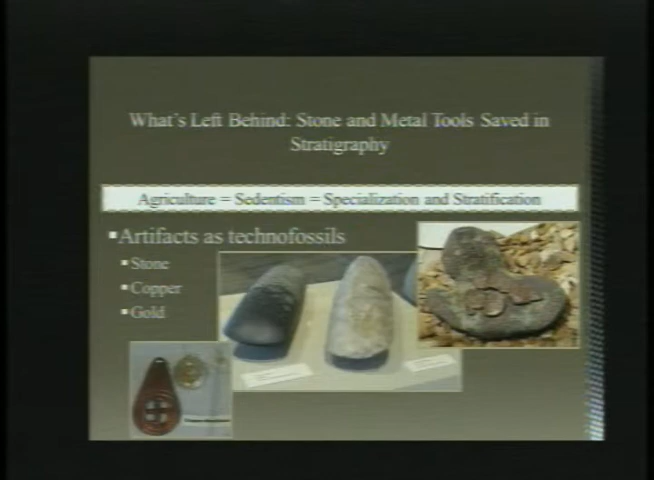 What's Left Behind: Stone and Metal Tools Saved in
Stratigraphy
Agriculture = Sedentism = Specialization and Stratification
Artifacts as technofossils
Stone
Copper
Gold